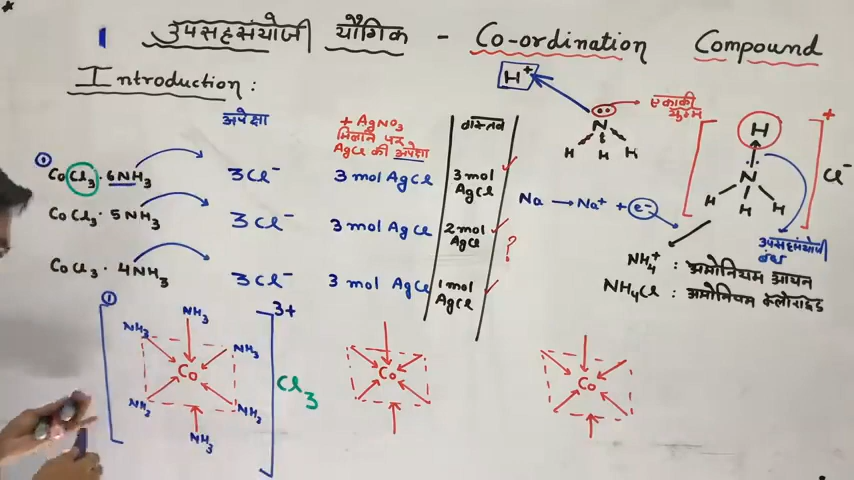 उपसहसंयोजी यौगिक - Co-ordination Compound
Introduction :
अपेक्षा
+ AgNO3
मिलाने पर
AgCl की अपेक्षा
वास्तव
① CoCl3 · 6NH3
3Cl⁻
3 mol AgCl
3 mol AgCl
CoCl3 · 5NH3
3Cl⁻
3 mol AgCl
2 mol AgCl
?
CoCl3 · 4NH3
3Cl⁻
3 mol AgCl
1 mol AgCl
H⁺
एकाकी
युग्म
N
H H H
Na → Na⁺ + e⁻
H
N
H H H
+
Cl⁻
उपसहसंयोजी
बंध
NH4⁺ : अमोनियम आयन
NH4Cl : अमोनियम क्लोराइड
①
NH3
NH3
NH3
Co
NH3
NH3
NH3
3+
Cl3
Co
Co